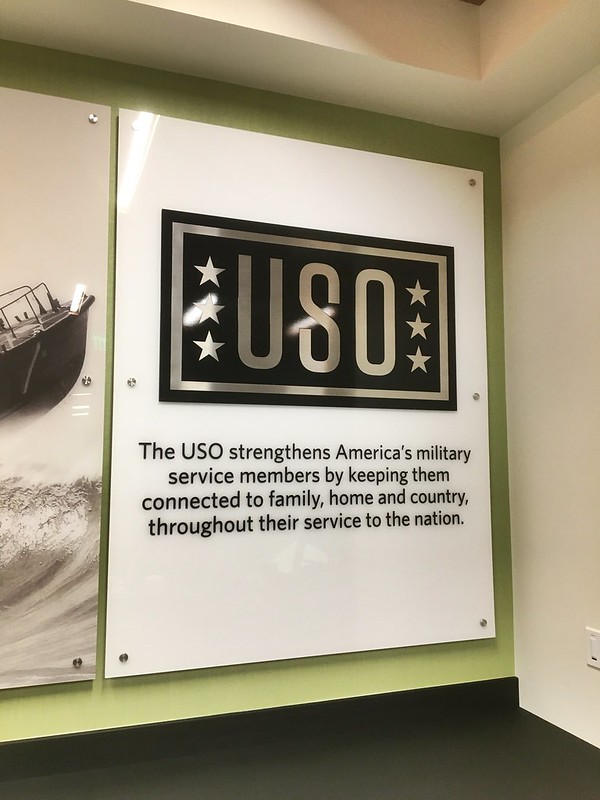 USO
The USO strengthens America's military
service members by keeping them
connected to family, home and country,
throughout their service to the nation.